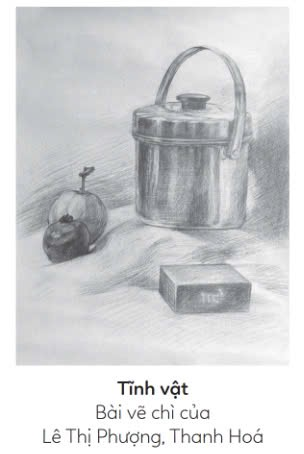 Tĩnh vật
Bài vẽ chì của
Lê Thị Phượng, Thanh Hoá